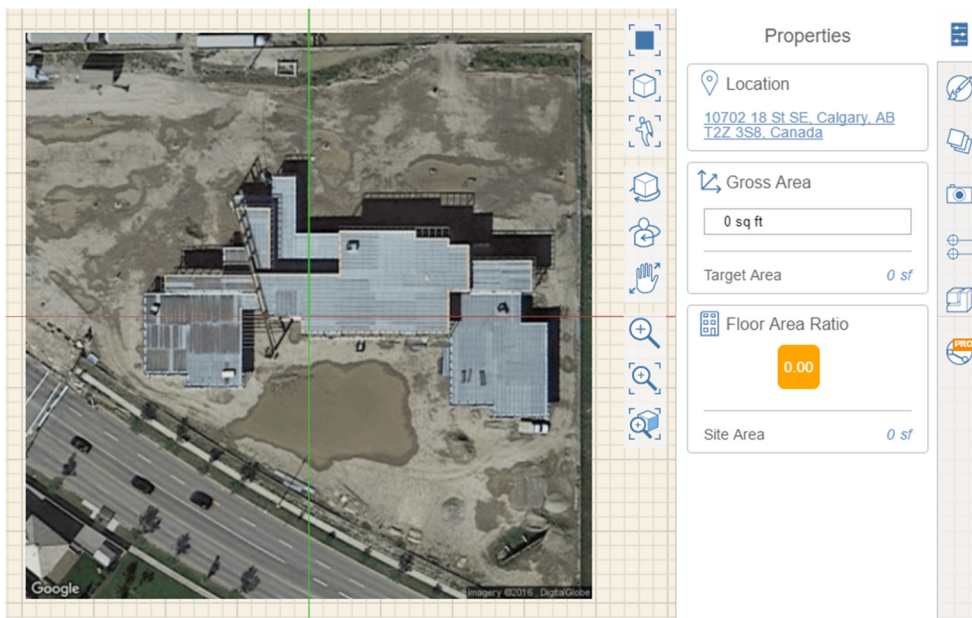 Properties
Location
10702 18 St SE, Calgary, AB
T2Z 3S8, Canada
Gross Area
0 sq ft
Target Area 0 sf
Floor Area Ratio
0.00
Site Area 0 sf
PRO
Google
Imagery ©2016 , DigitalGlobe